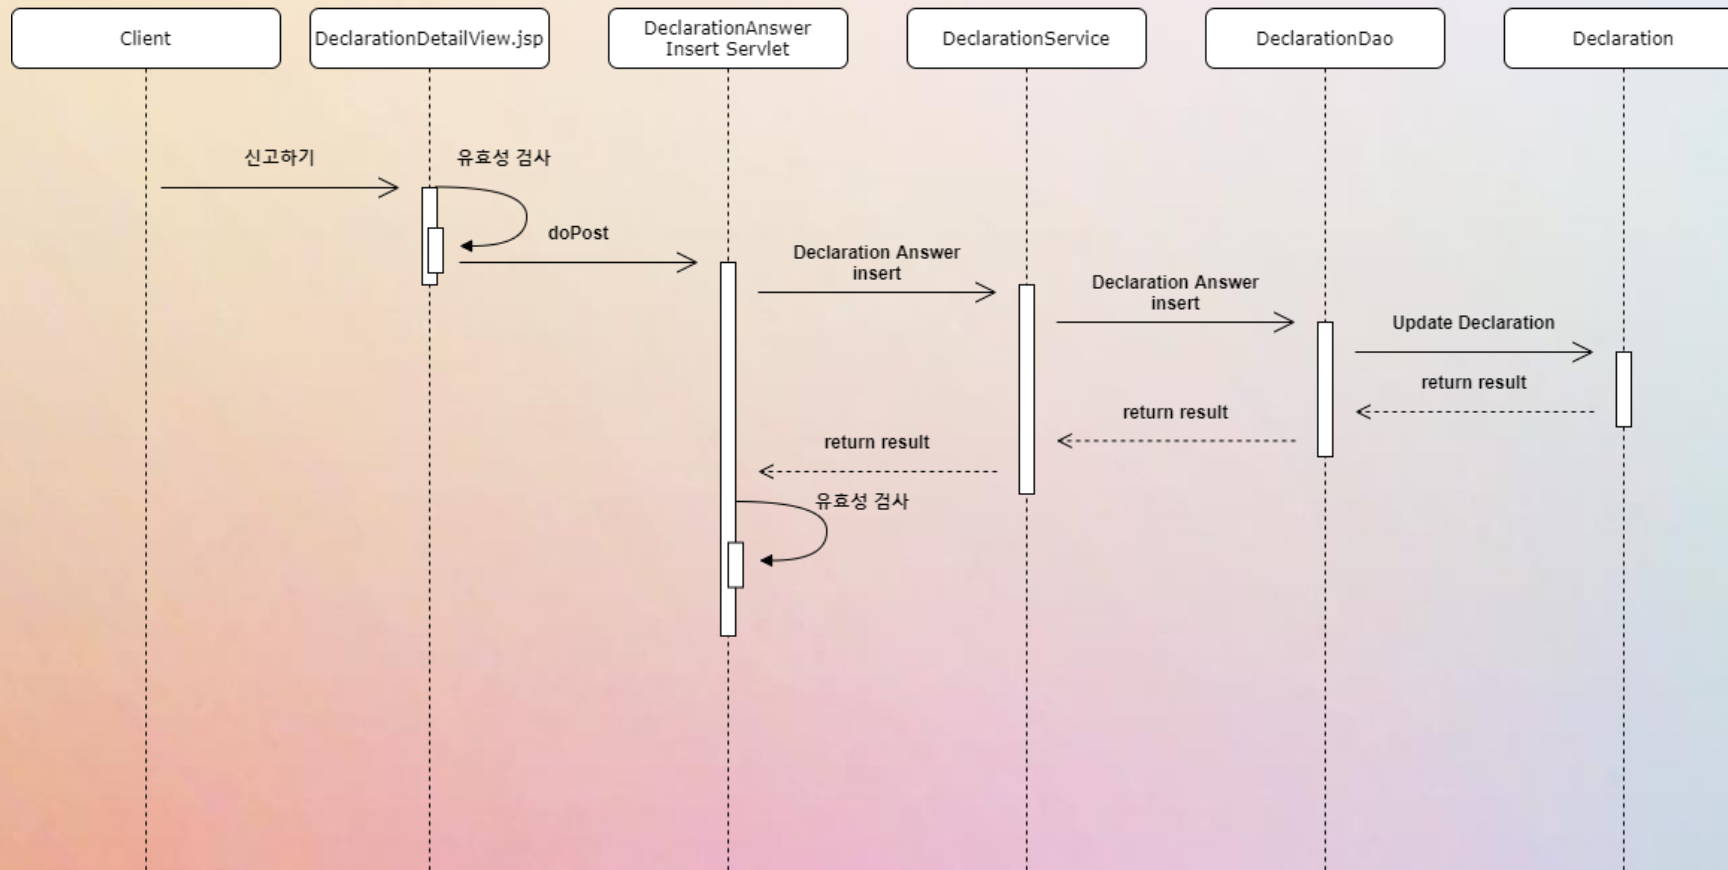 Client
DeclarationDetailView.jsp
DeclarationAnswer
Insert Servlet
DeclarationService
DeclarationDao
Declaration
신고하기
유효성 검사
doPost
Declaration Answer
insert
Declaration Answer
insert
Update Declaration
return result
return result
return result
유효성 검사